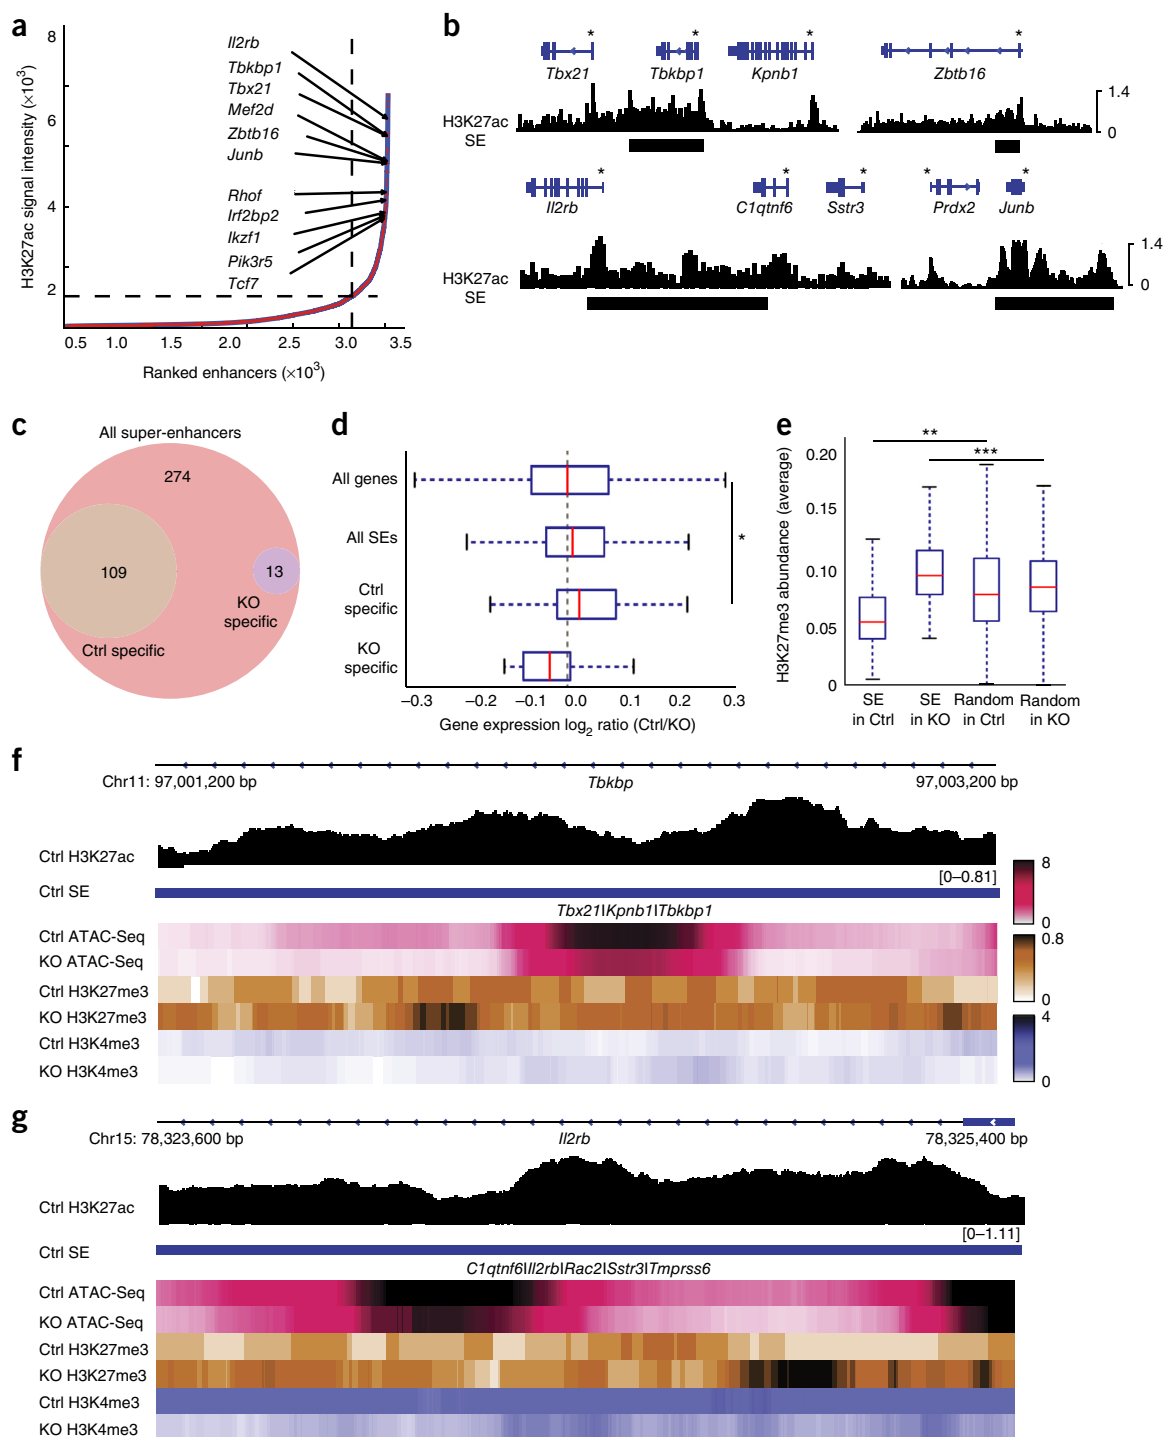 a
H3K27ac signal intensity (×10³)
8
6
4
2
Il2rb
Tbkbp1
Tbx21
Mef2d
Zbtb16
Junb
Rhof
Irf2bp2
Ikzf1
Pik3r5
Tcf7
0.5 1.0 1.5 2.0 2.5 3.0 3.5
Ranked enhancers (×10³)
b
* * * *
Tbx21 Tbkbp1 Kpnb1 Zbtb16
H3K27ac
SE
1.4
0
* * * * *
Il2rb C1qtnf6 Sstr3 Prdx2 Junb
H3K27ac
SE
1.4
0
c
All super-enhancers
274
109
13
KO
specific
Ctrl specific
d
All genes
All SEs
Ctrl
specific
KO
specific
*
−0.3 −0.2 −0.1 0.0 0.1 0.2 0.3
Gene expression log₂ ratio (Ctrl/KO)
e
H3K27me3 abundance (average)
0.20
0.15
0.10
0.05
0
**
***
SE
in Ctrl
SE
in KO
Random
in Ctrl
Random
in KO
f
Chr11: 97,001,200 bp Tbkbp 97,003,200 bp
Ctrl H3K27ac
[0–0.81]
Ctrl SE
Tbx21|Kpnb1|Tbkbp1
Ctrl ATAC-Seq
KO ATAC-Seq
Ctrl H3K27me3
KO H3K27me3
Ctrl H3K4me3
KO H3K4me3
8
0
0.8
0
4
0
g
Chr15: 78,323,600 bp Il2rb 78,325,400 bp
Ctrl H3K27ac
[0–1.11]
Ctrl SE
C1qtnf6|Il2rb|Rac2|Sstr3|Tmprss6
Ctrl ATAC-Seq
KO ATAC-Seq
Ctrl H3K27me3
KO H3K27me3
Ctrl H3K4me3
KO H3K4me3